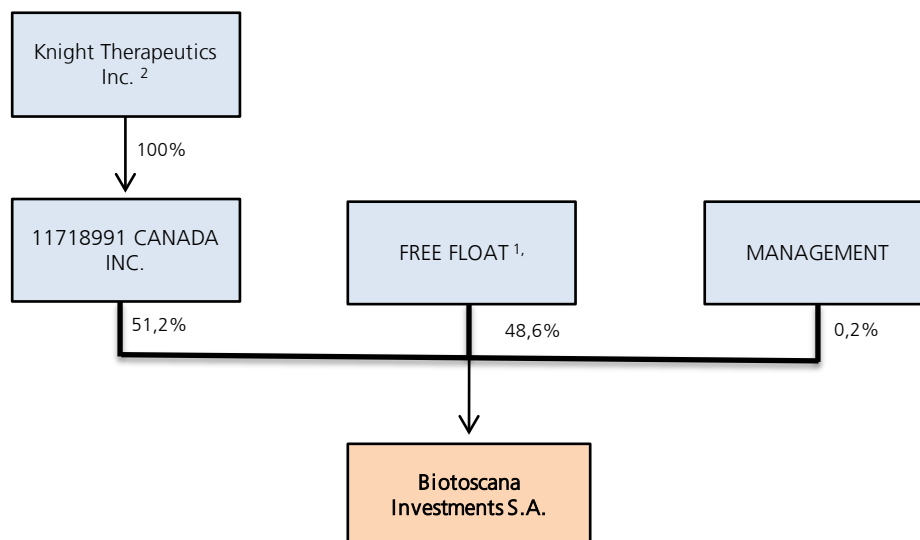 Knight Therapeutics
Inc. ²
100%
11718991 CANADA
INC.
FREE FLOAT ¹,
MANAGEMENT
51,2%
48,6%
0,2%
Biotoscana
Investments S.A.